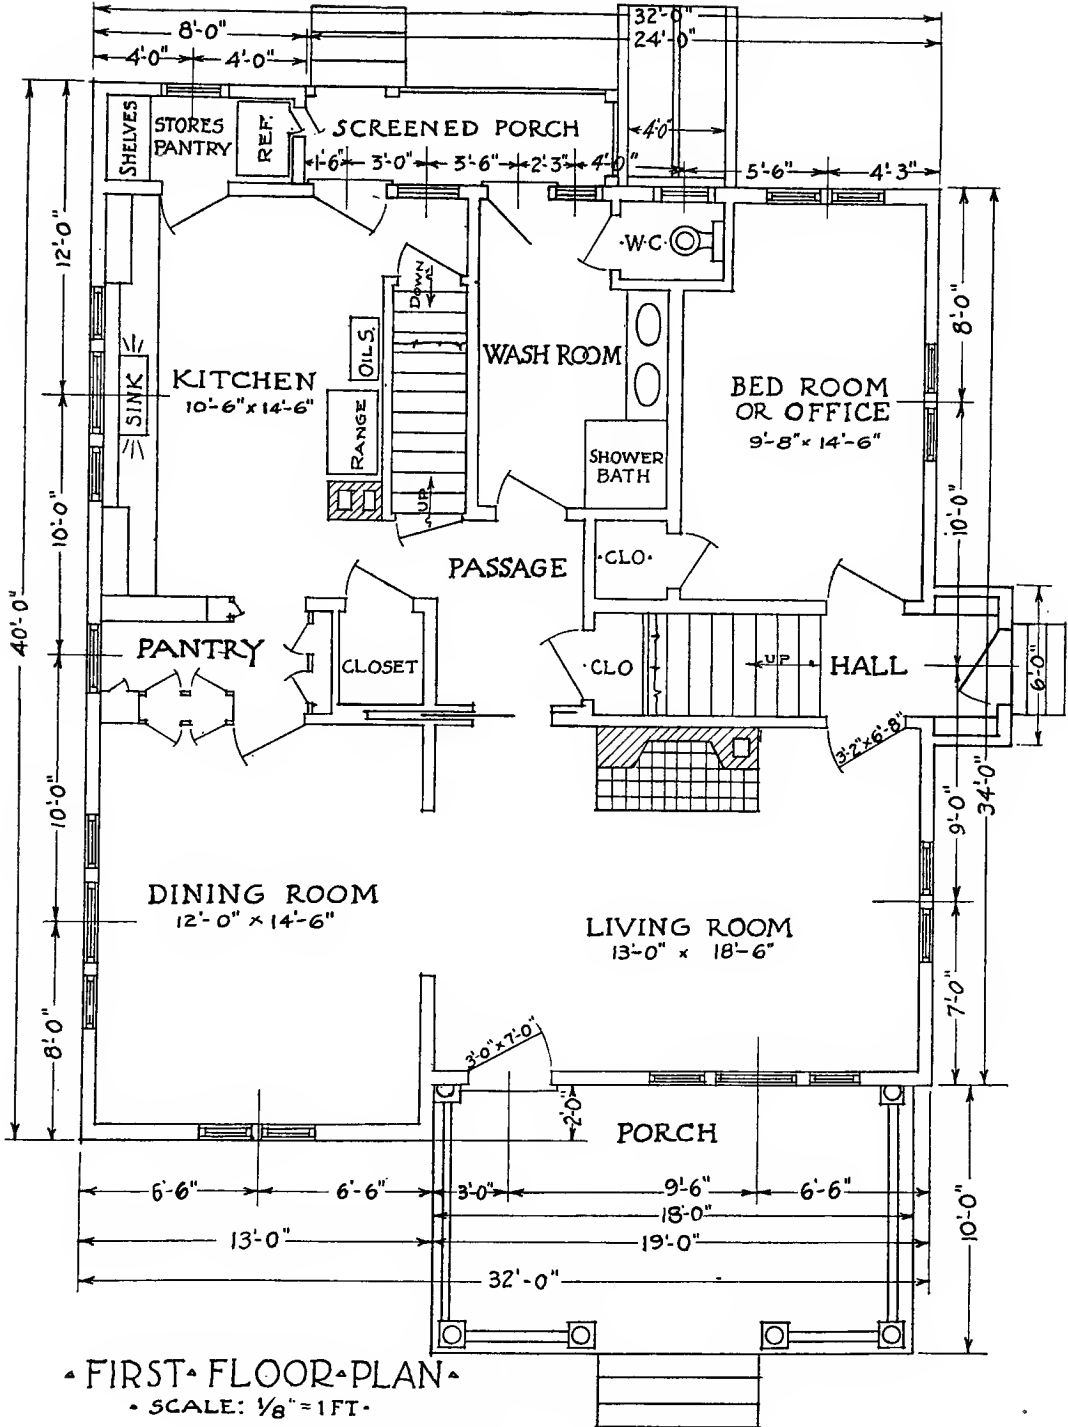 32'-0"
8'-0" 24'-0"
4'-0" 4'-0"
SHELVES
STORES
PANTRY
REF.
SCREENED PORCH
4'-0"
1'-6" 3'-0" 3'-6" 2'-3" 4'-0" 5'-6" 4'-3"
12'-0"
DOWN
·W·C·
8'-0"
SINK
KITCHEN
10'-6" x 14'-6"
OILS.
RANGE
WASH ROOM
BED ROOM
OR OFFICE
9'-8" x 14'-6"
SHOWER
BATH
UP
10'-0"
10'-0"
PASSAGE
·CLO·
40'-0"
PANTRY
CLOSET
·CLO
UP
HALL
6'-0"
3'-2" x 6'-8"
34'-0"
10'-0"
9'-0"
DINING ROOM
12'-0" x 14'-6"
LIVING ROOM
13'-0" x 18'-6"
8'-0"
7'-0"
3'-0" x 7'-0"
2'-0"
PORCH
6'-6" 6'-6" 3'-0" 9'-6" 6'-6"
18'-0"
10'-0"
13'-0" 19'-0"
32'-0"
·FIRST·FLOOR·PLAN·
· SCALE: 1/8" = 1 FT·